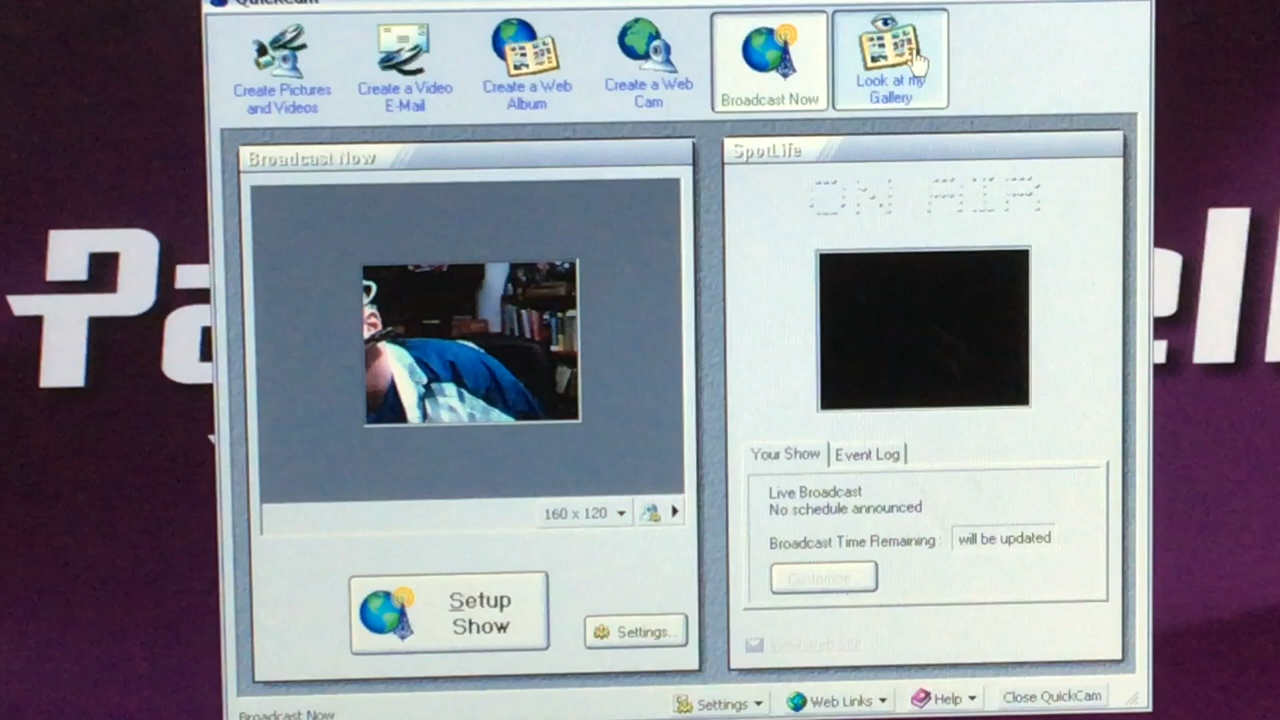 QuickCam
Create Pictures
and Videos
Create a Video
E-Mail
Create a Web
Album
Create a Web
Cam
Broadcast Now
Look at my
Gallery
Broadcast Now
SpotLife
ON AIR
Your Show
Event Log
Live Broadcast
No schedule announced
Broadcast Time Remaining :
will be updated
Customize...
160 x 120
Setup
Show
Settings...
Broadcast Now
Settings
Web Links
Help
Close QuickCam